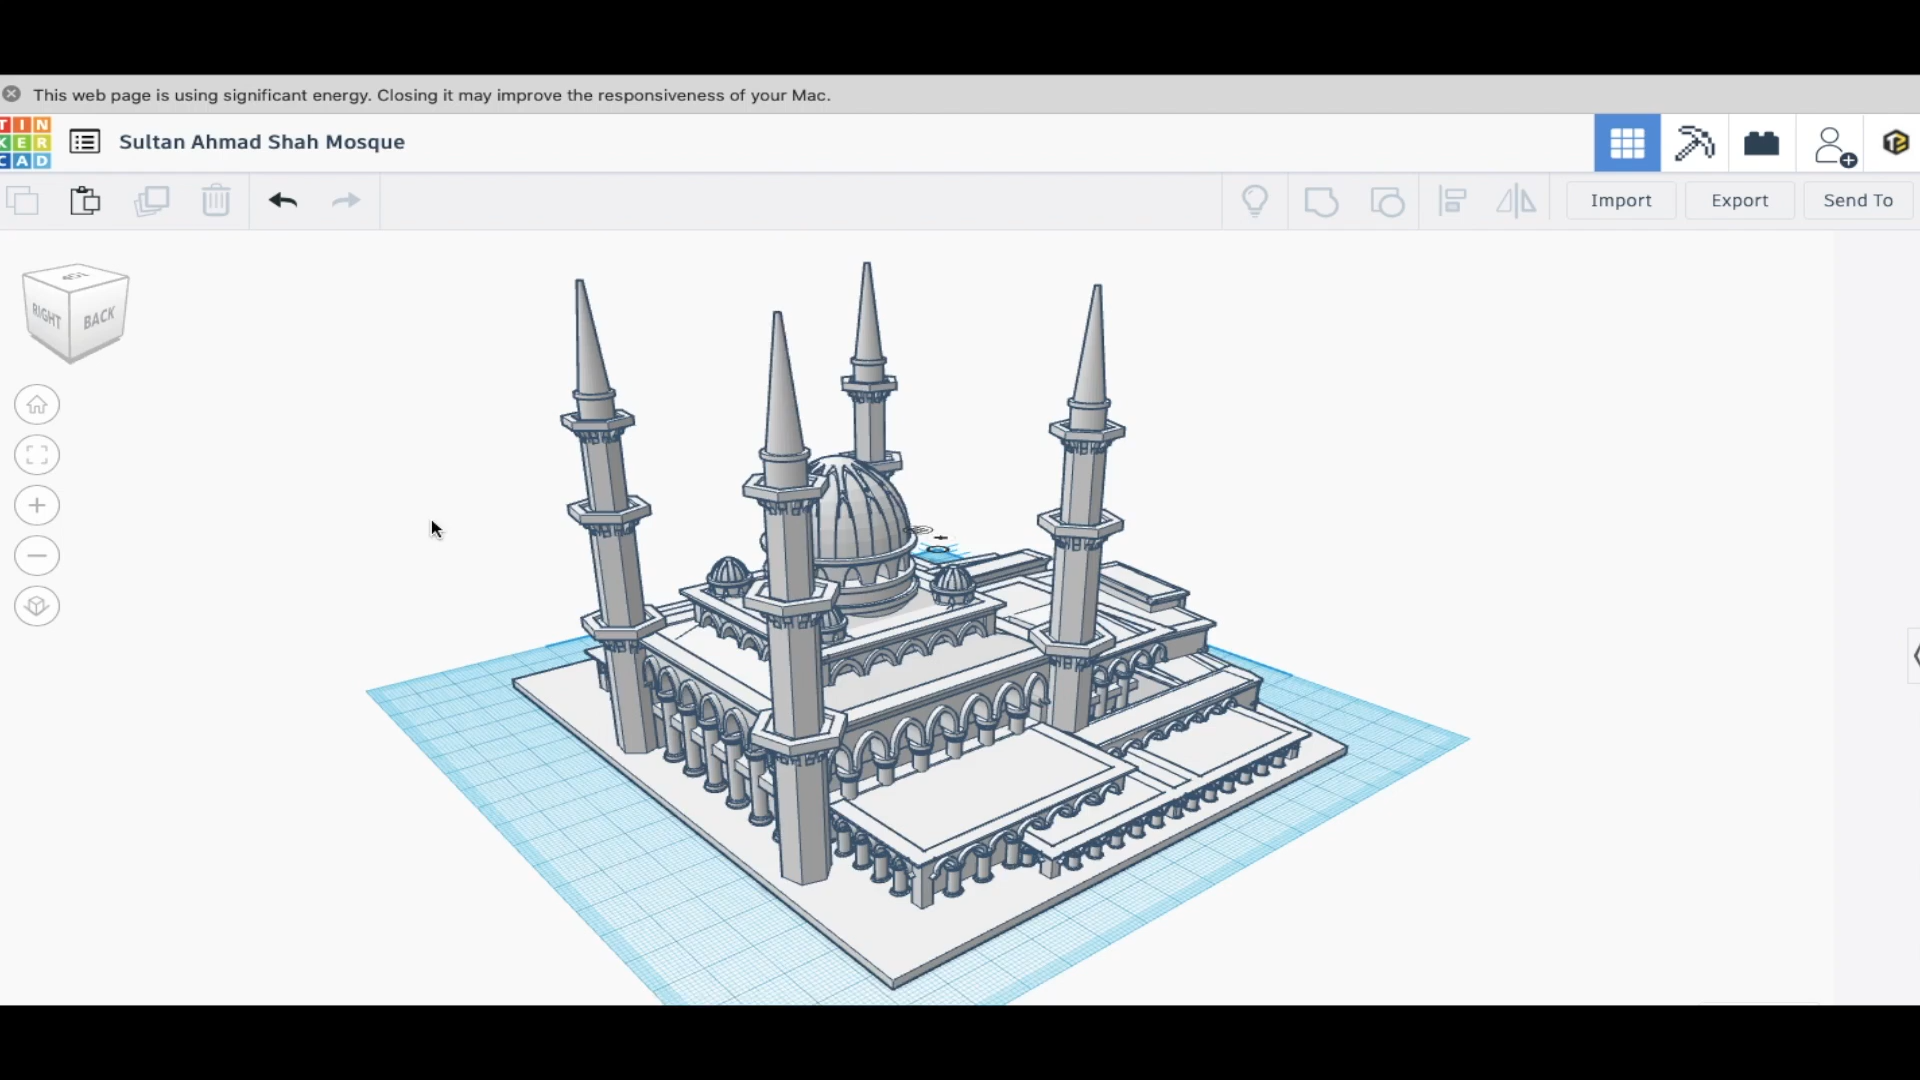 This web page is using significant energy. Closing it may improve the responsiveness of your Mac.
TIN
KER
CAD
Sultan Ahmad Shah Mosque
Import
Export
Send To
TOP
RIGHT
BACK